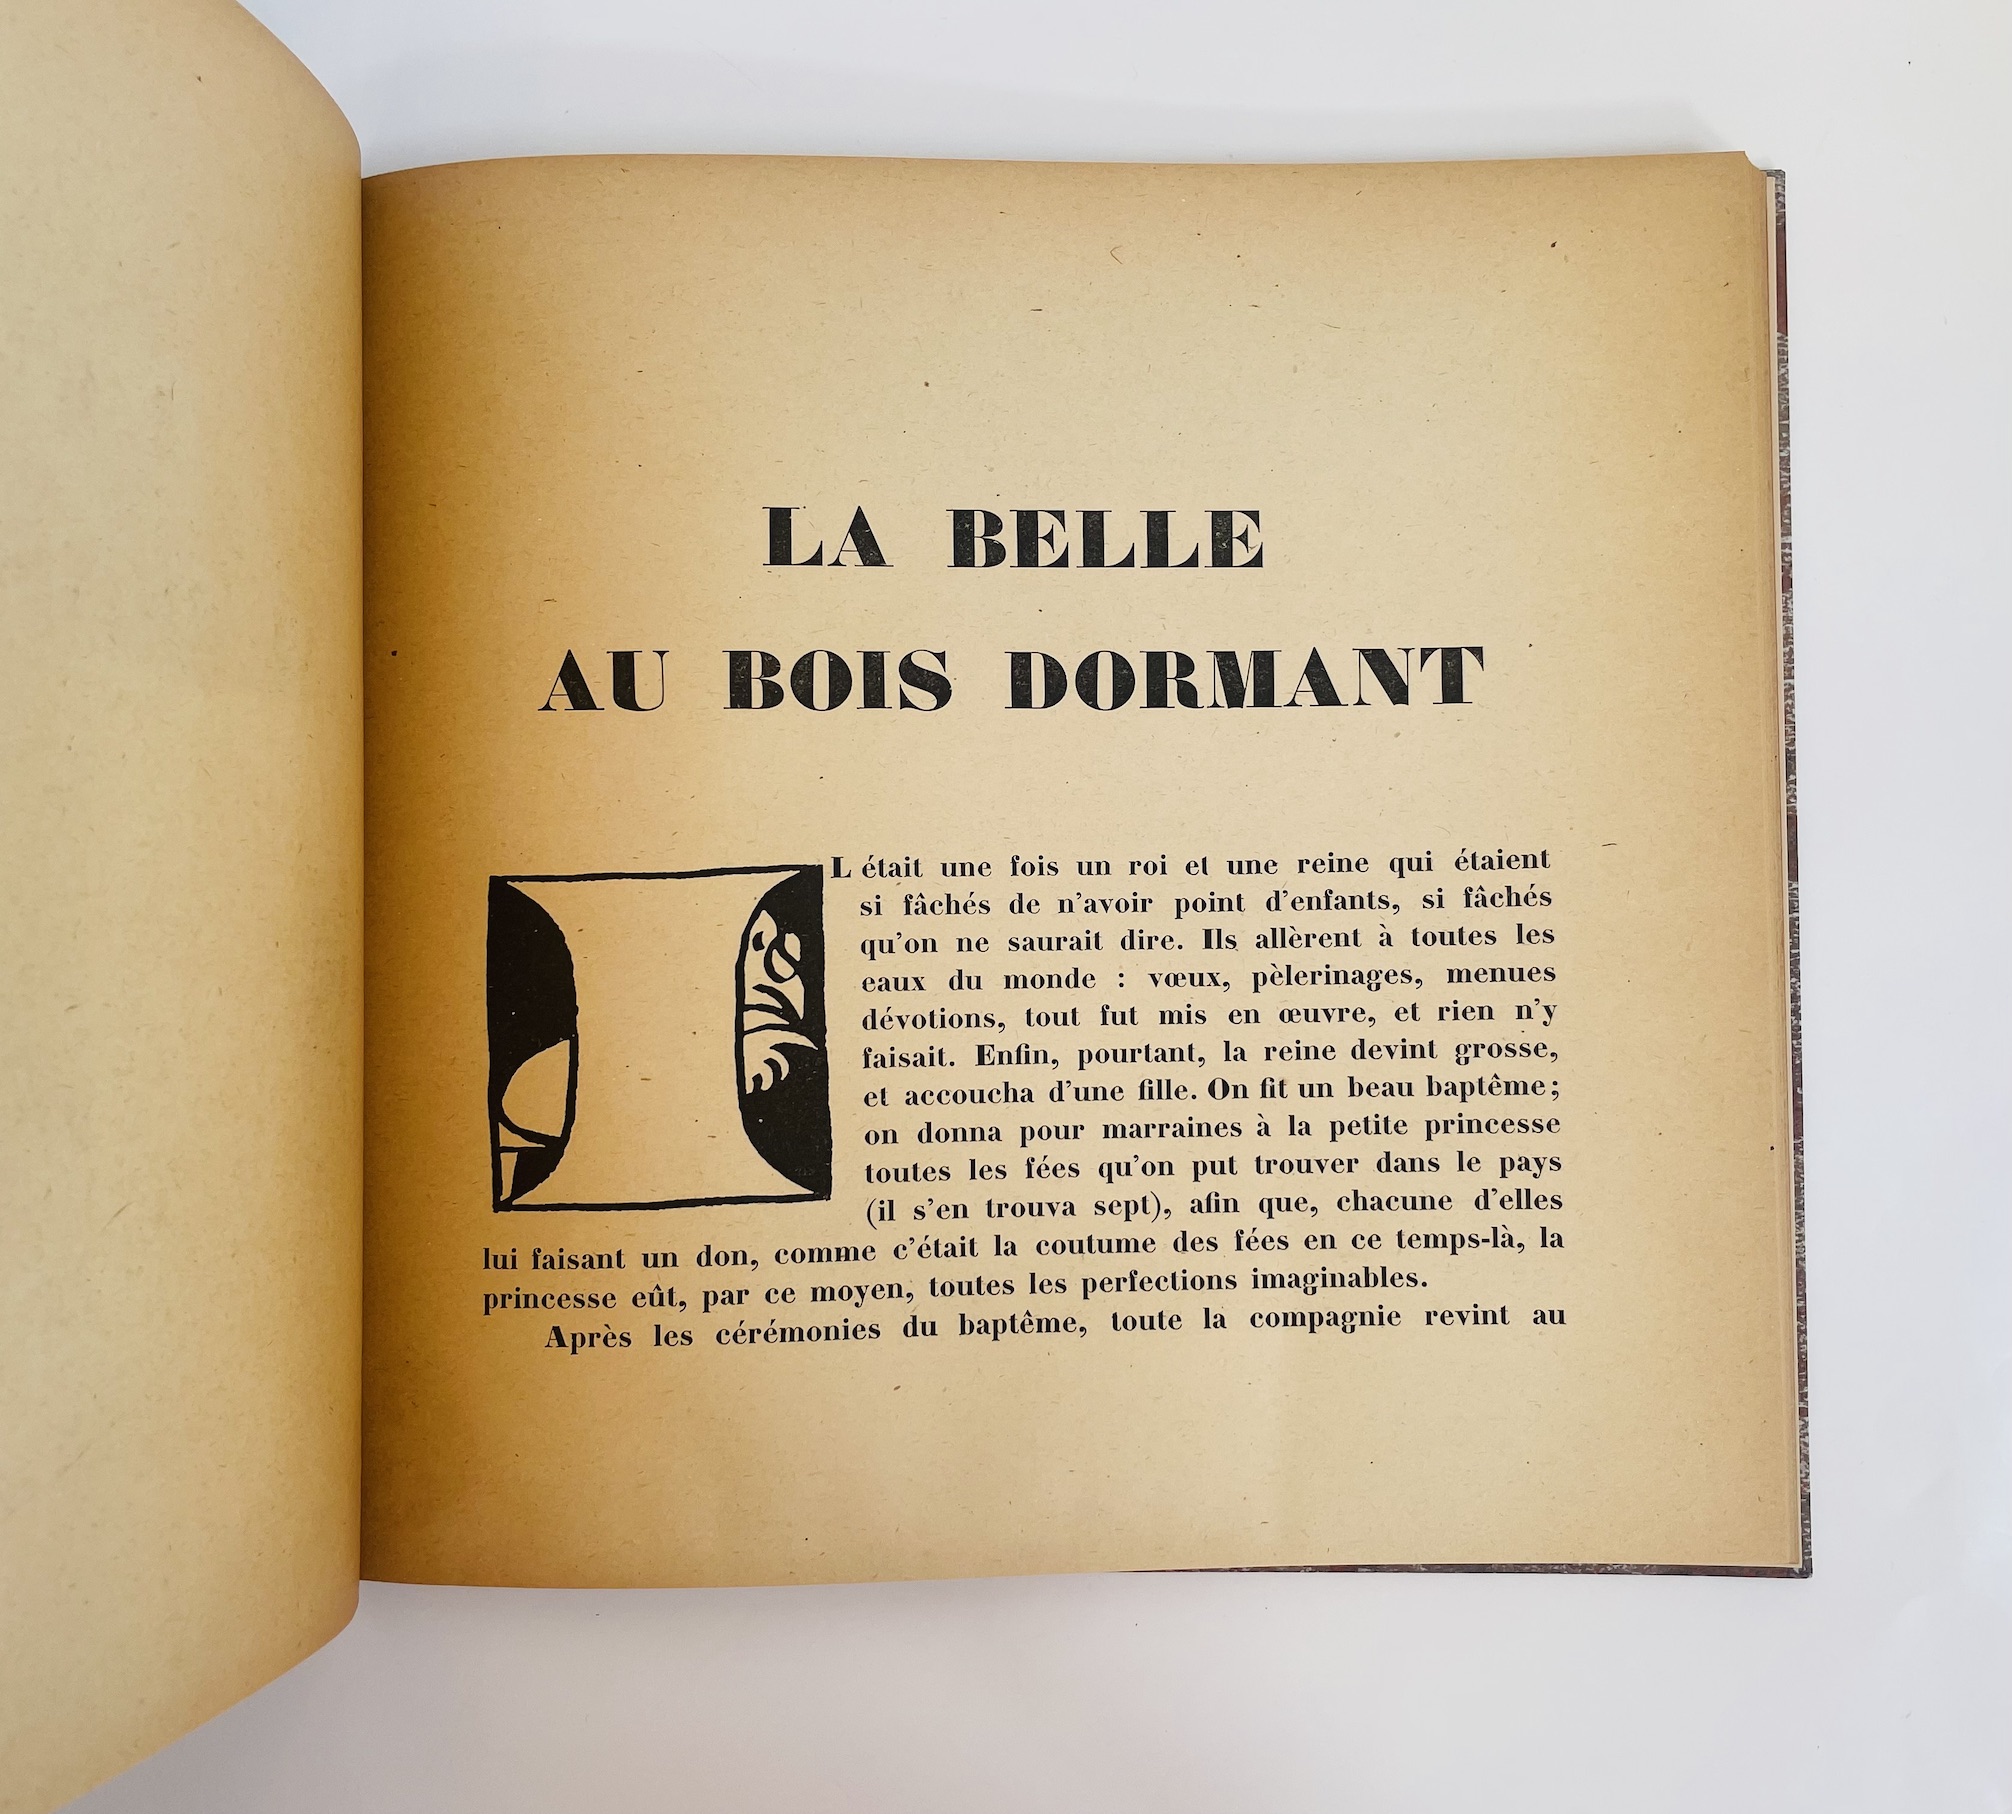 LA BELLE
AU BOIS DORMANT
IL était une fois un roi et une reine qui étaient
si fâchés de n'avoir point d'enfants, si fâchés
qu'on ne saurait dire. Ils allèrent à toutes les
eaux du monde : vœux, pèlerinages, menues
dévotions, tout fut mis en œuvre, et rien n'y
faisait. Enfin, pourtant, la reine devint grosse,
et accoucha d'une fille. On fit un beau baptême;
on donna pour marraines à la petite princesse
toutes les fées qu'on put trouver dans le pays
(il s'en trouva sept), afin que, chacune d'elles
lui faisant un don, comme c'était la coutume des fées en ce temps-là, la
princesse eût, par ce moyen, toutes les perfections imaginables.
Après les cérémonies du baptême, toute la compagnie revint au